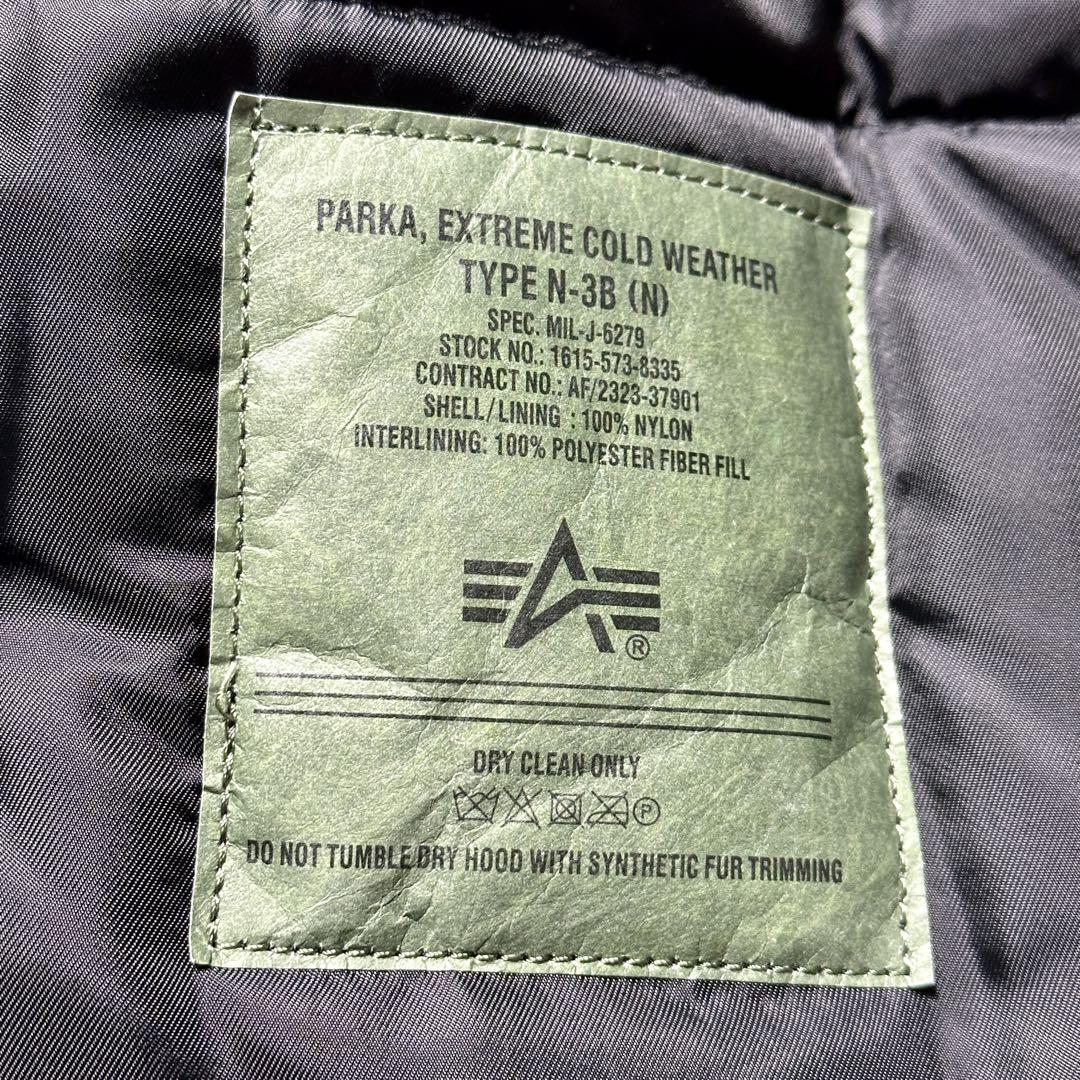 PARKA, EXTREME COLD WEATHER
TYPE N-3B (N)
SPEC. MIL-J-6279
STOCK NO.: 1615-573-8335
CONTRACT NO.: AF/2323-37901
SHELL/LINING : 100% NYLON
INTERLINING: 100% POLYESTER FIBER FILL
®
DRY CLEAN ONLY
P
DO NOT TUMBLE DRY HOOD WITH SYNTHETIC FUR TRIMMING